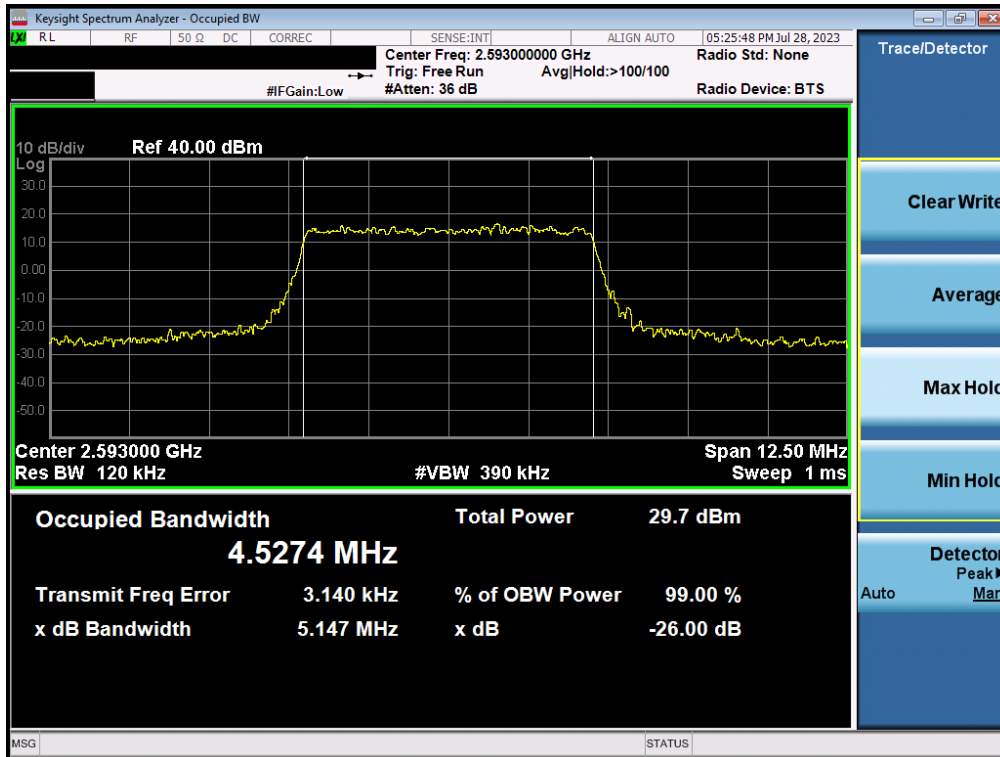 Keysight Spectrum Analyzer - Occupied BW
LXI RL RF 50 Ω DC CORREC SENSE:INT ALIGN AUTO 05:25:48 PM Jul 28, 2023
Center Freq: 2.593000000 GHz Radio Std: None
Trig: Free Run Avg|Hold:>100/100
#IFGain:Low #Atten: 36 dB Radio Device: BTS
10 dB/div Ref 40.00 dBm
Log
30.0
20.0
10.0
0.00
-10.0
-20.0
-30.0
-40.0
-50.0
Center 2.593000 GHz Span 12.50 MHz
Res BW 120 kHz #VBW 390 kHz Sweep 1 ms
Occupied Bandwidth Total Power 29.7 dBm
4.5274 MHz
Transmit Freq Error 3.140 kHz % of OBW Power 99.00 %
x dB Bandwidth 5.147 MHz x dB -26.00 dB
MSG STATUS
Trace/Detector
Clear Write
Average
Max Hold
Min Hold
Detector
Peak
Auto Man